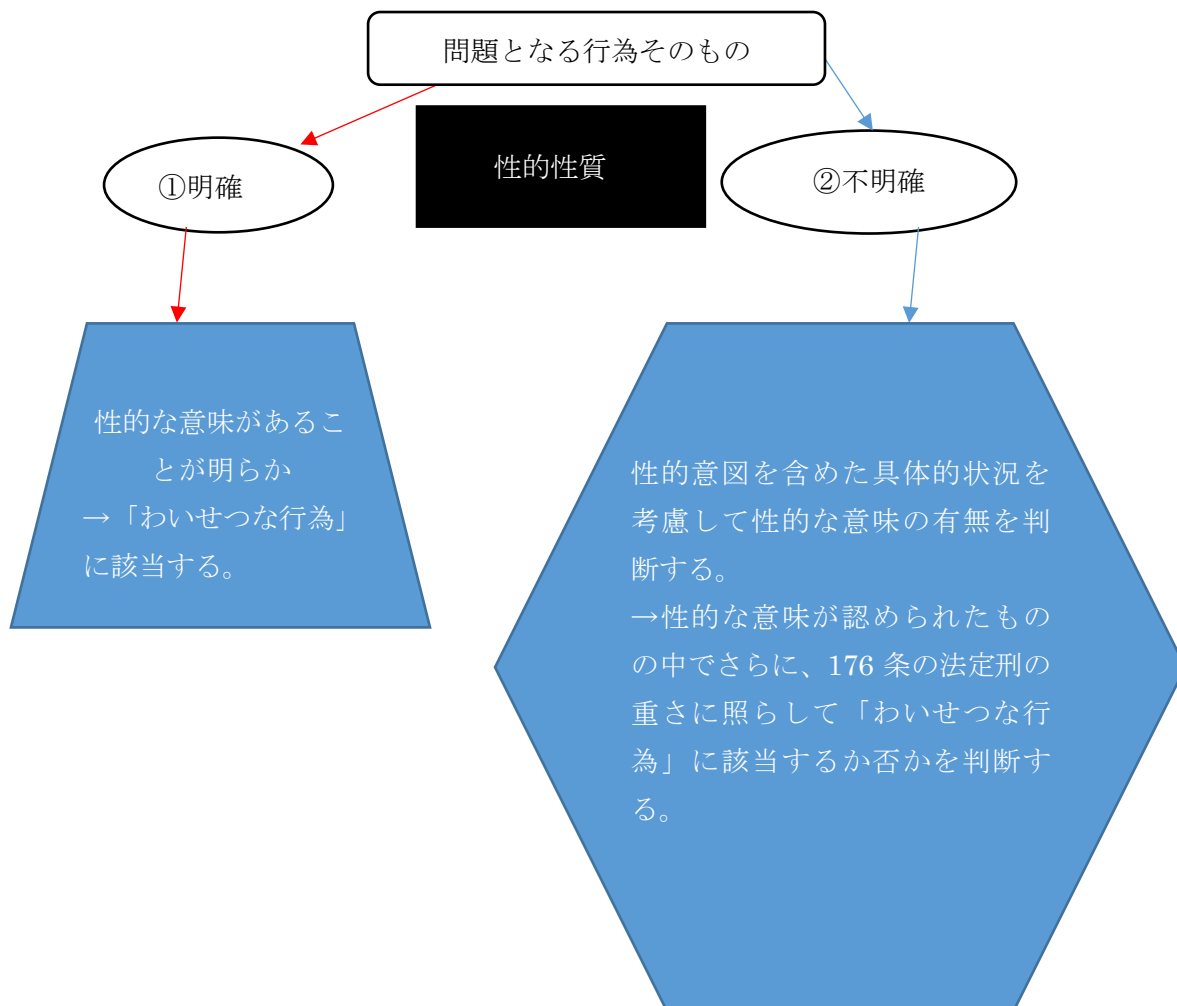 問題となる行為そのもの
①明確
性的性質
②不明確
性的な意味があるこ
とが明らか
→「わいせつな行為」
に該当する。
性的意図を含めた具体的状況を
考慮して性的な意味の有無を判
断する。
→性的な意味が認められたもの
の中でさらに、176 条の法定刑の
重さに照らして「わいせつな行
為」に該当するか否かを判断す
る。